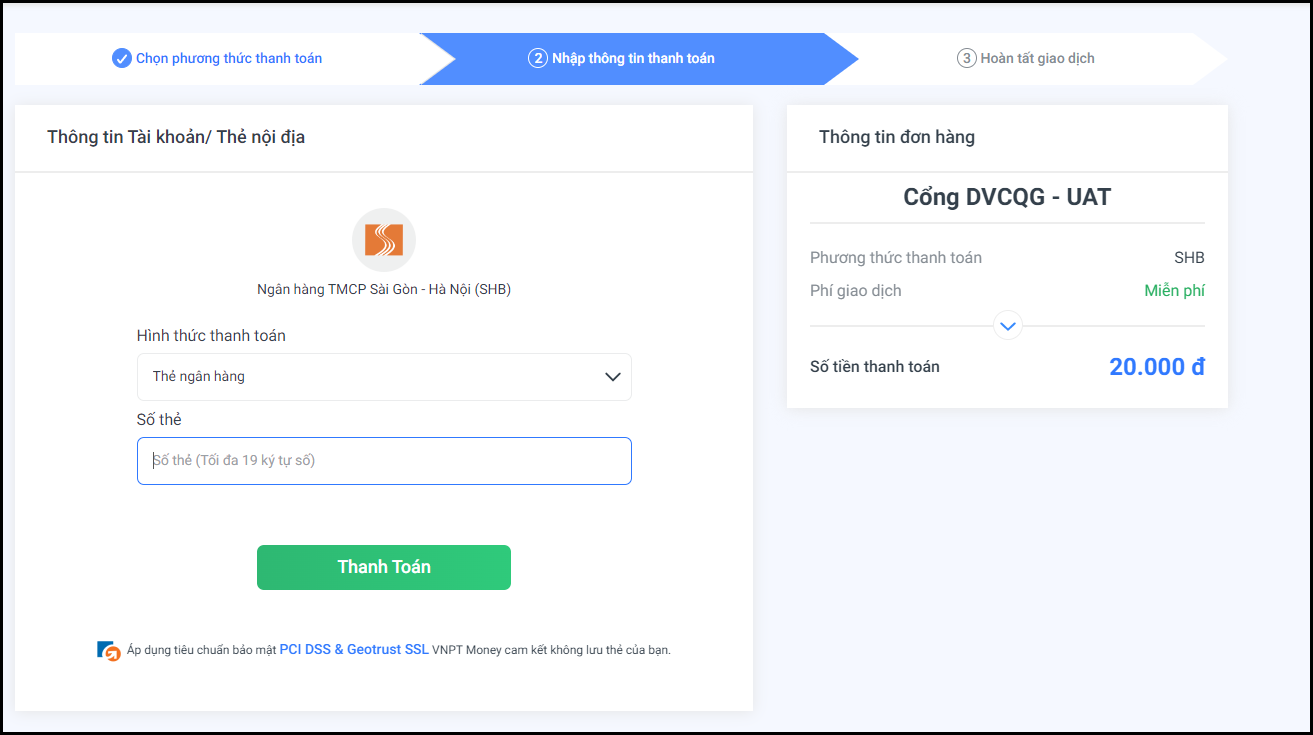 Chọn phương thức thanh toán
2 Nhập thông tin thanh toán
3 Hoàn tất giao dịch
Thông tin Tài khoản/ Thẻ nội địa
Ngân hàng TMCP Sài Gòn - Hà Nội (SHB)
Hình thức thanh toán
Thẻ ngân hàng
Số thẻ
Số thẻ (Tối đa 19 ký tự số)
Thanh Toán
Áp dụng tiêu chuẩn bảo mật PCI DSS & Geotrust SSL VNPT Money cam kết không lưu thẻ của bạn.
Thông tin đơn hàng
Cổng DVCQG - UAT
Phương thức thanh toán SHB
Phí giao dịch Miễn phí
Số tiền thanh toán 20.000 đ